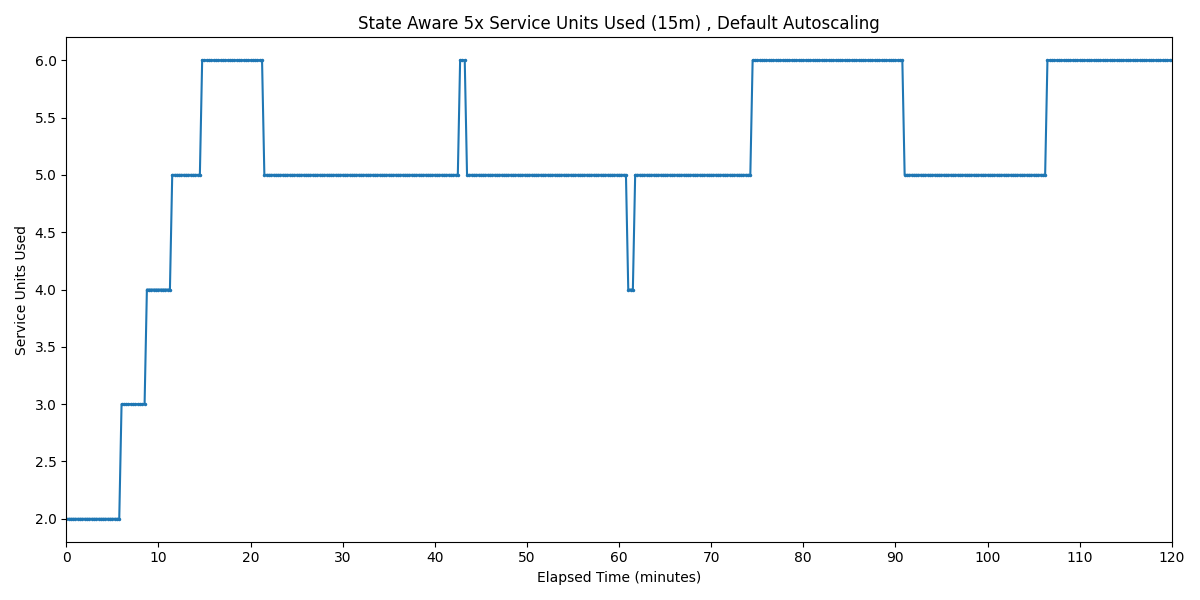 State Aware 5x Service Units Used (15m) , Default Autoscaling
Service Units Used
6.0
5.5
5.0
4.5
4.0
3.5
3.0
2.5
2.0
0 10 20 30 40 50 60 70 80 90 100 110 120
Elapsed Time (minutes)